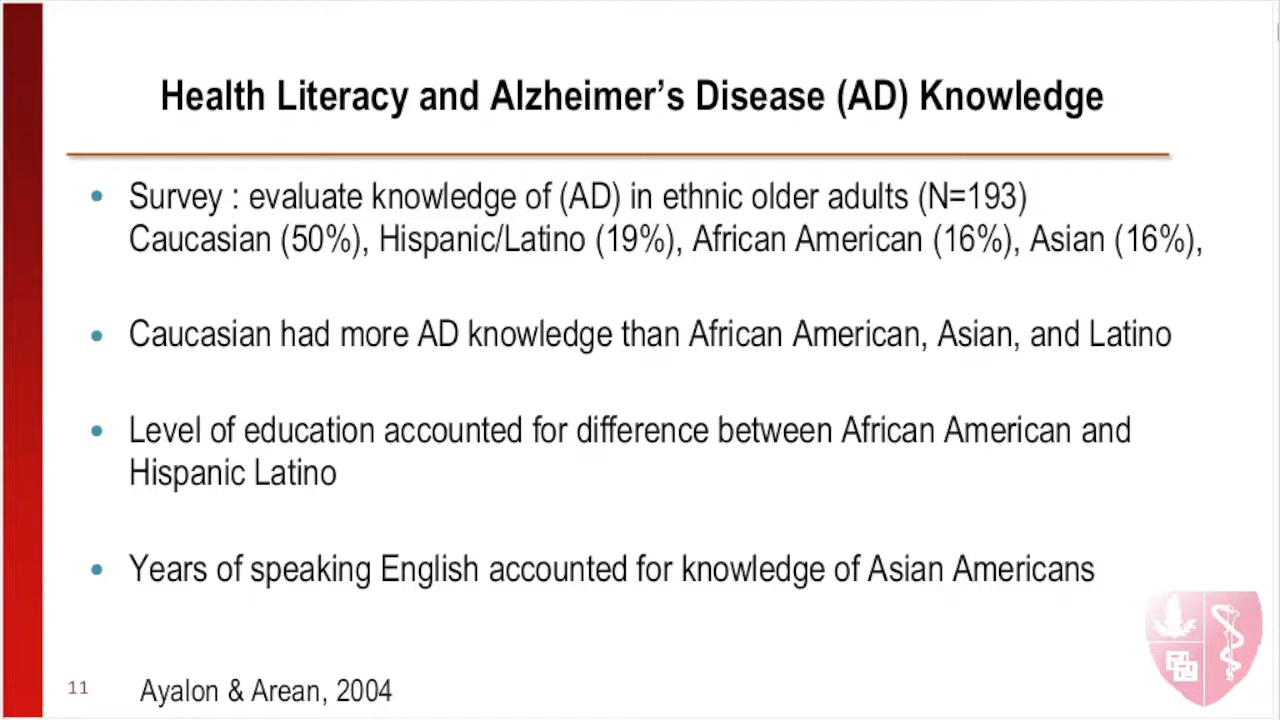 Health Literacy and Alzheimer’s Disease (AD) Knowledge
• Survey : evaluate knowledge of (AD) in ethnic older adults (N=193)
Caucasian (50%), Hispanic/Latino (19%), African American (16%), Asian (16%),
• Caucasian had more AD knowledge than African American, Asian, and Latino
• Level of education accounted for difference between African American and
Hispanic Latino
• Years of speaking English accounted for knowledge of Asian Americans
11
Ayalon & Arean, 2004